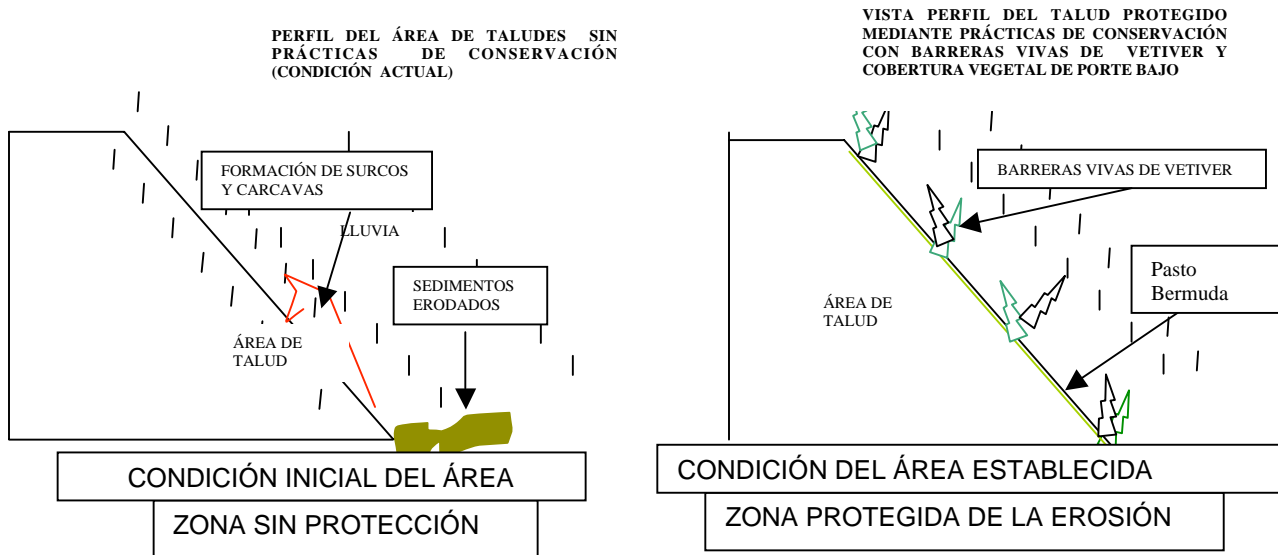 PERFIL DEL ÁREA DE TALUDES SIN
PRÁCTICAS DE CONSERVACIÓN
(CONDICIÓN ACTUAL)
FORMACIÓN DE SURCOS
Y CARCAVAS
LLUVIA
SEDIMENTOS
ERODADOS
ÁREA DE
TALUD
CONDICIÓN INICIAL DEL ÁREA
ZONA SIN PROTECCIÓN
VISTA PERFIL DEL TALUD PROTEGIDO
MEDIANTE PRÁCTICAS DE CONSERVACIÓN
CON BARRERAS VIVAS DE VETIVER Y
COBERTURA VEGETAL DE PORTE BAJO
BARRERAS VIVAS DE VETIVER
Pasto
Bermuda
ÁREA DE
TALUD
CONDICIÓN DEL ÁREA ESTABLECIDA
ZONA PROTEGIDA DE LA EROSIÓN